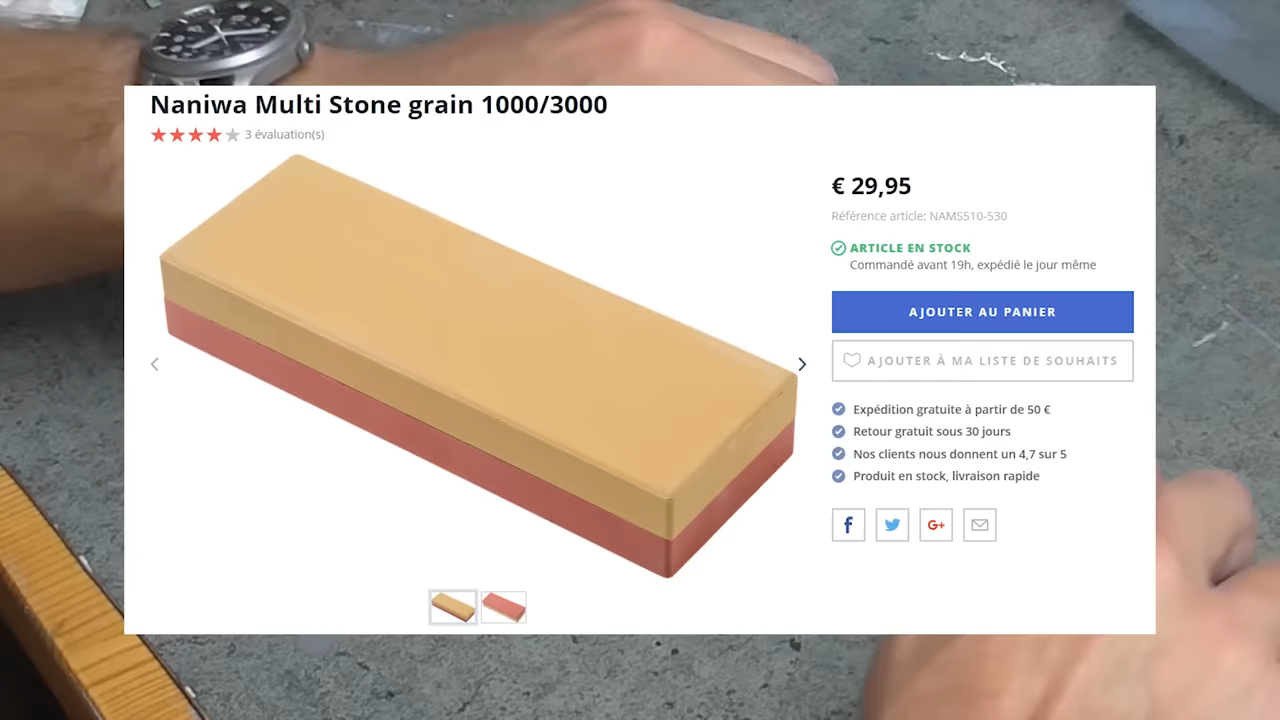 Naniwa Multi Stone grain 1000/3000
3 évaluation(s)
€ 29,95
Référence article: NAMS510-530
ARTICLE EN STOCK
Commandé avant 19h, expédié le jour même
AJOUTER AU PANIER
AJOUTER À MA LISTE DE SOUHAITS
Expédition gratuite à partir de 50 €
Retour gratuit sous 30 jours
Nos clients nous donnent un 4,7 sur 5
Produit en stock, livraison rapide
f
G+